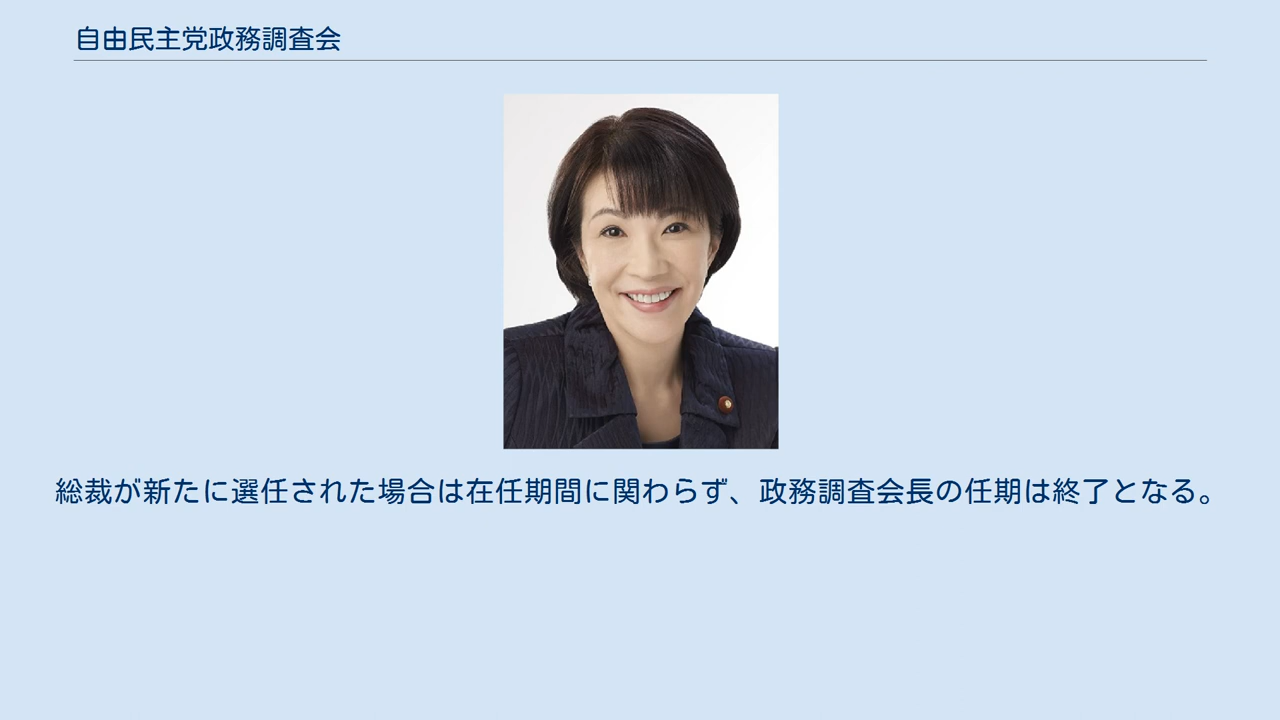 自由民主党政務調査会
総裁が新たに選任された場合は在任期間に関わらず、政務調査会長の任期は終了となる。